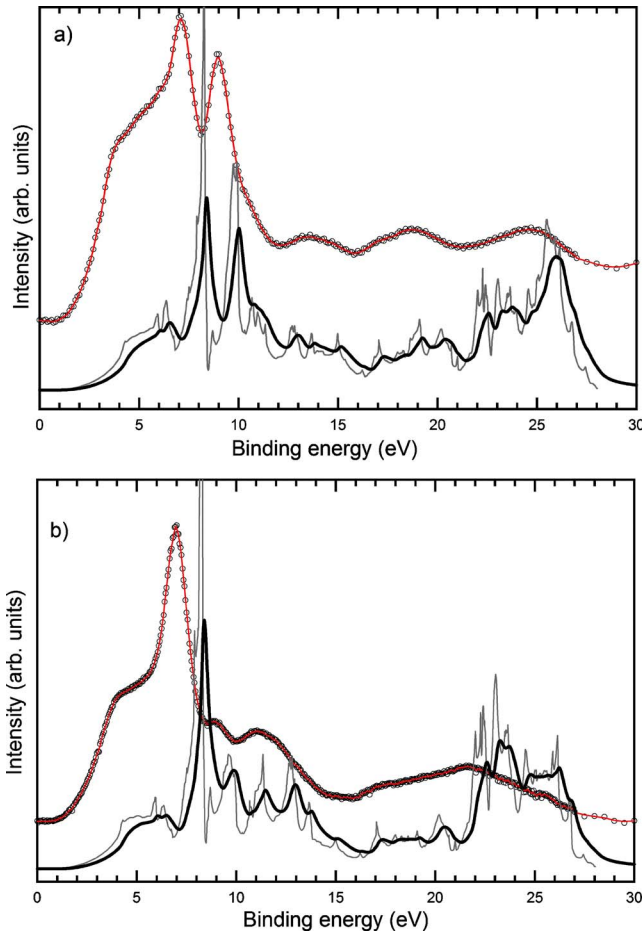 a)
Intensity (arb. units)
0 5 10 15 20 25 30
Binding energy (eV)
b)
Intensity (arb. units)
0 5 10 15 20 25 30
Binding energy (eV)